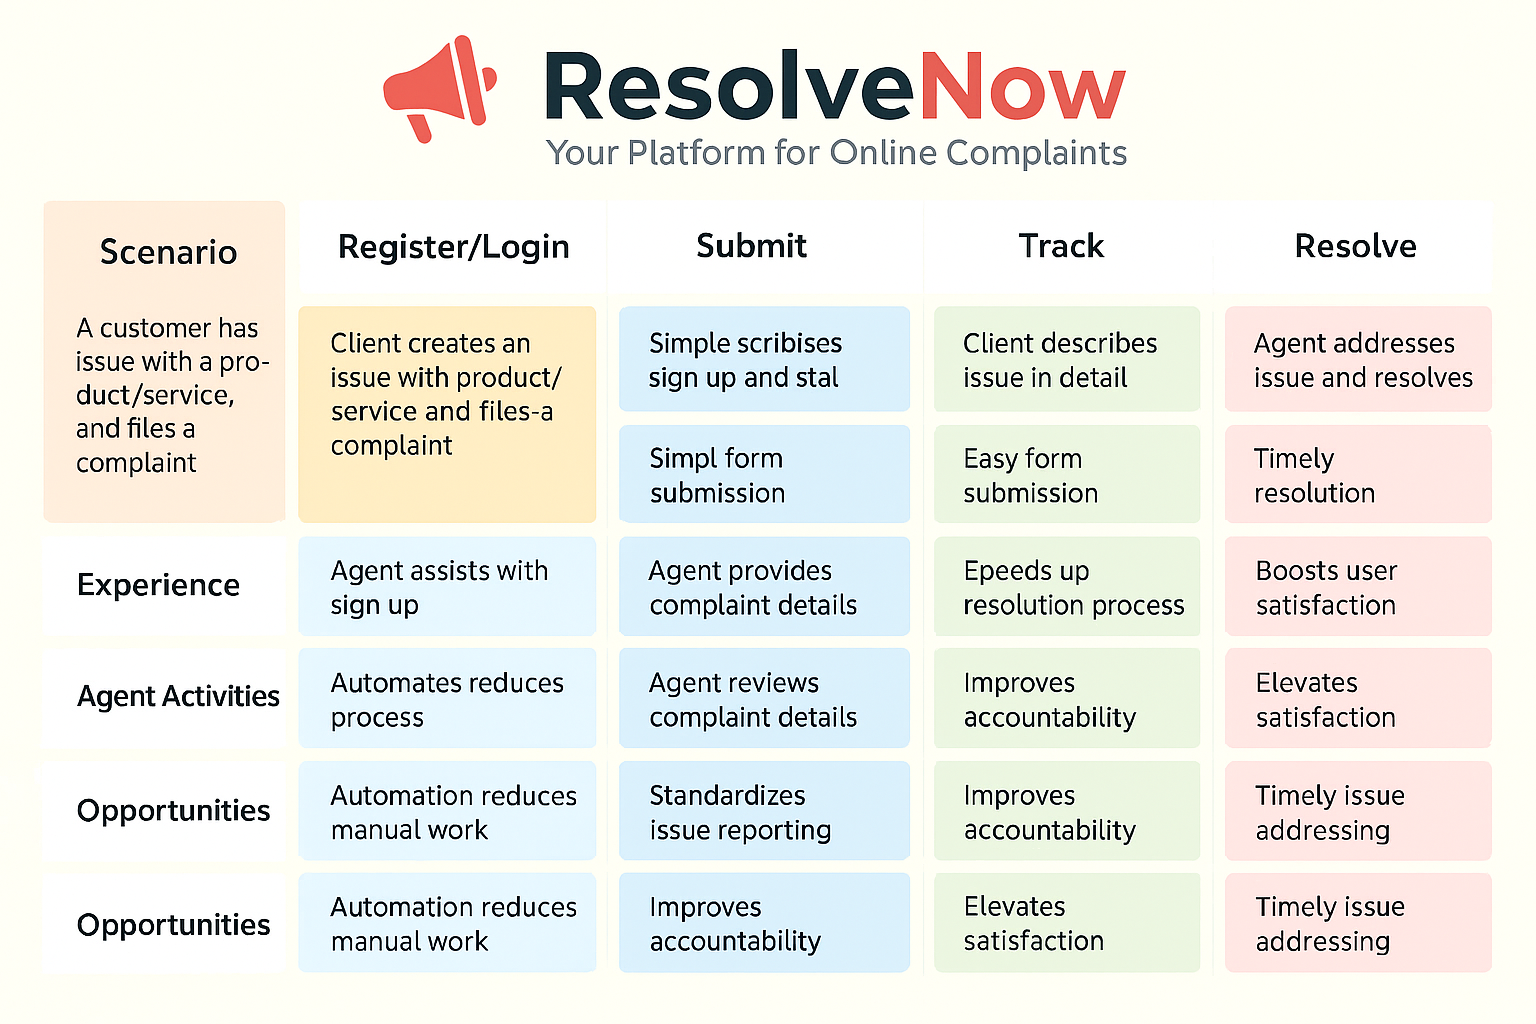 ResolveNow
Your Platform for Online Complaints
Scenario
A customer has
issue with a pro-
duct/service,
and files a
complaint
Register/Login
Submit
Track
Resolve
Client creates an
issue with product/
service and files-a
complaint
Simple scribises
sign up and stal
Client describes
issue in detail
Agent addresses
issue and resolves
Simpl form
submission
Easy form
submission
Timely
resolution
Experience
Agent assists with
sign up
Agent provides
complaint details
Epeeds up
resolution process
Boosts user
satisfaction
Agent Activities
Automates reduces
process
Agent reviews
complaint details
Improves
accountability
Elevates
satisfaction
Opportunities
Automation reduces
manual work
Standardizes
issue reporting
Improves
accountability
Timely issue
addressing
Opportunities
Automation reduces
manual work
Improves
accountability
Elevates
satisfaction
Timely issue
addressing